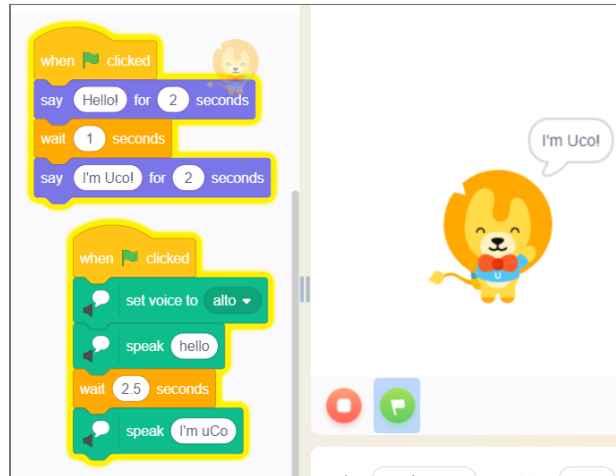 when clicked
say Hello! for 2 seconds
wait 1 seconds
say I'm Uco! for 2 seconds
when clicked
set voice to alto
speak hello
wait 2.5 seconds
speak I'm uCo
I'm Uco!
U